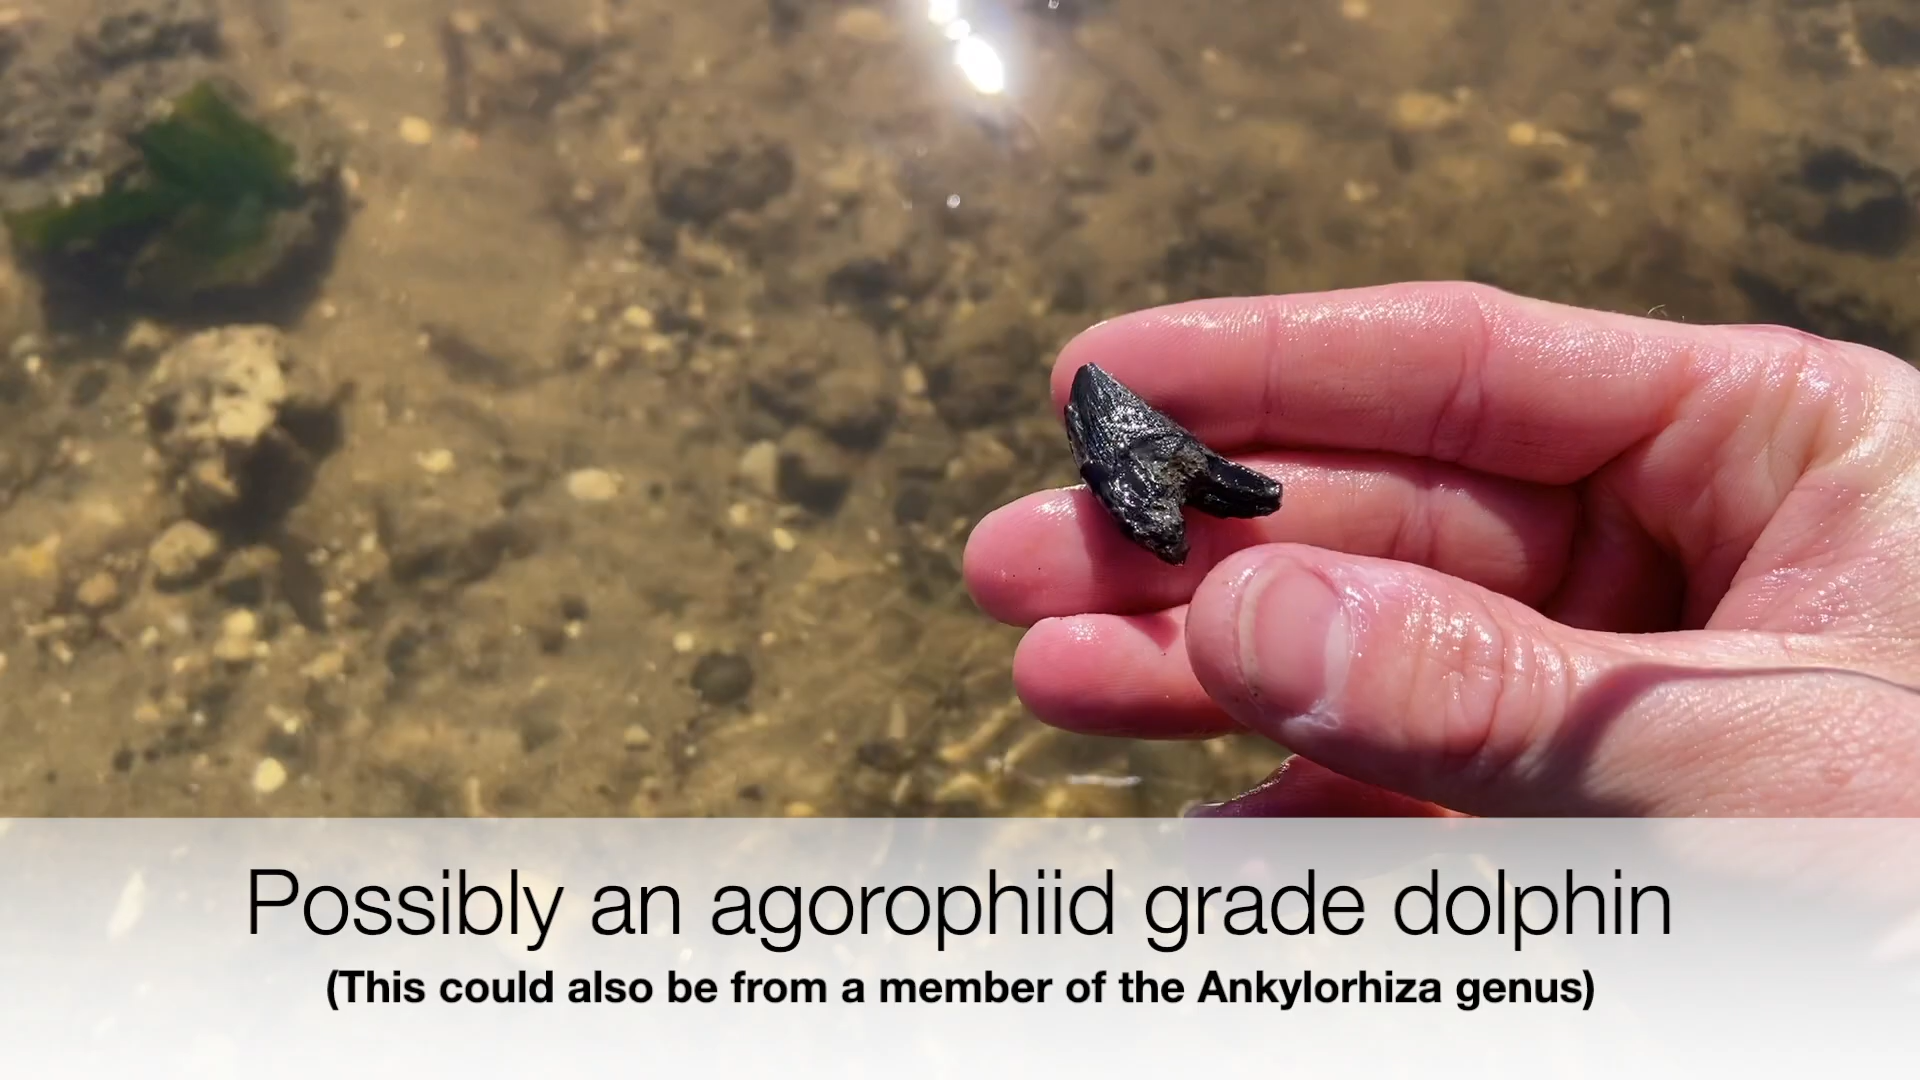 Possibly an agorophiid grade dolphin
(This could also be from a member of the Ankylorhiza genus)